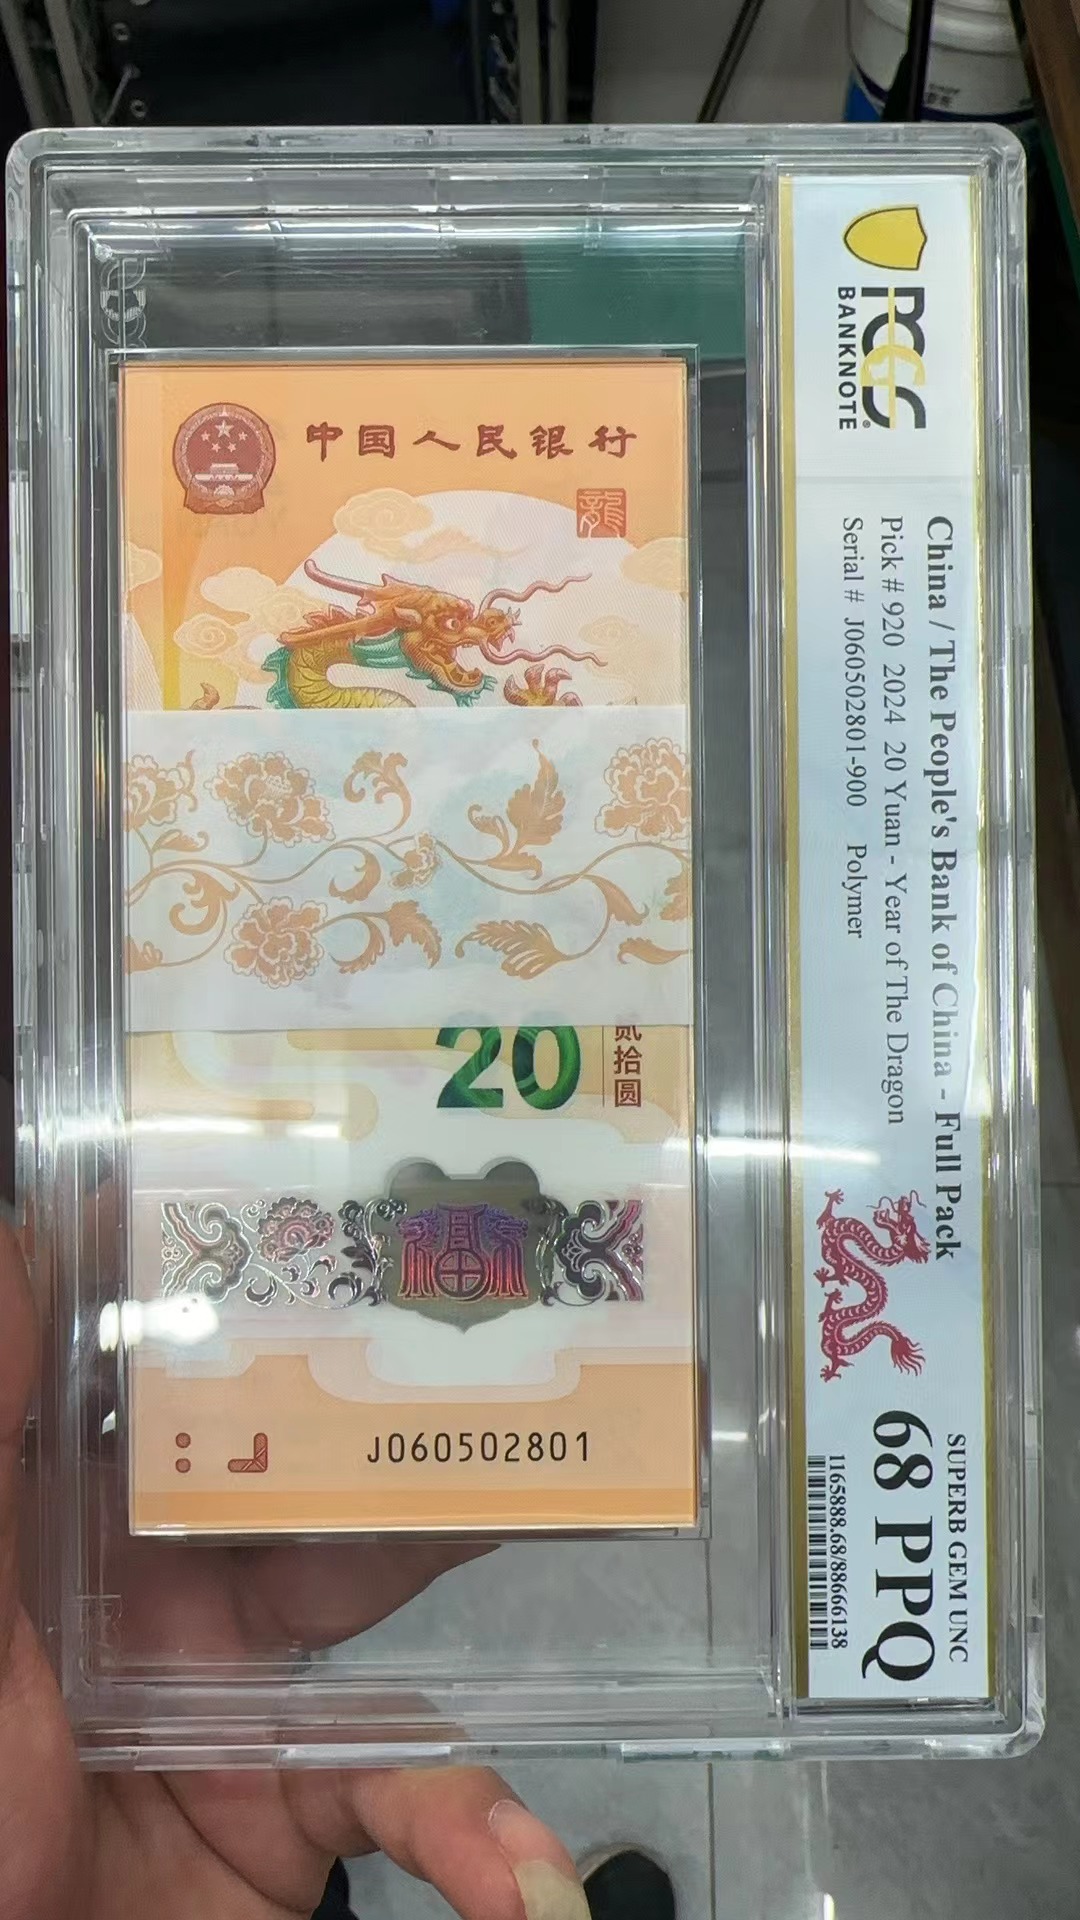 PCGS
BANKNOTE
China / The People's Bank of China - Full Pack
Pick # 920 2024 20 Yuan - Year of The Dragon
Serial # J060502801-900 Polymer
SUPERB GEM UNC
68 PPQ
1165888.68/88666138
中国人民银行
龍
20
贰拾圆
J060502801